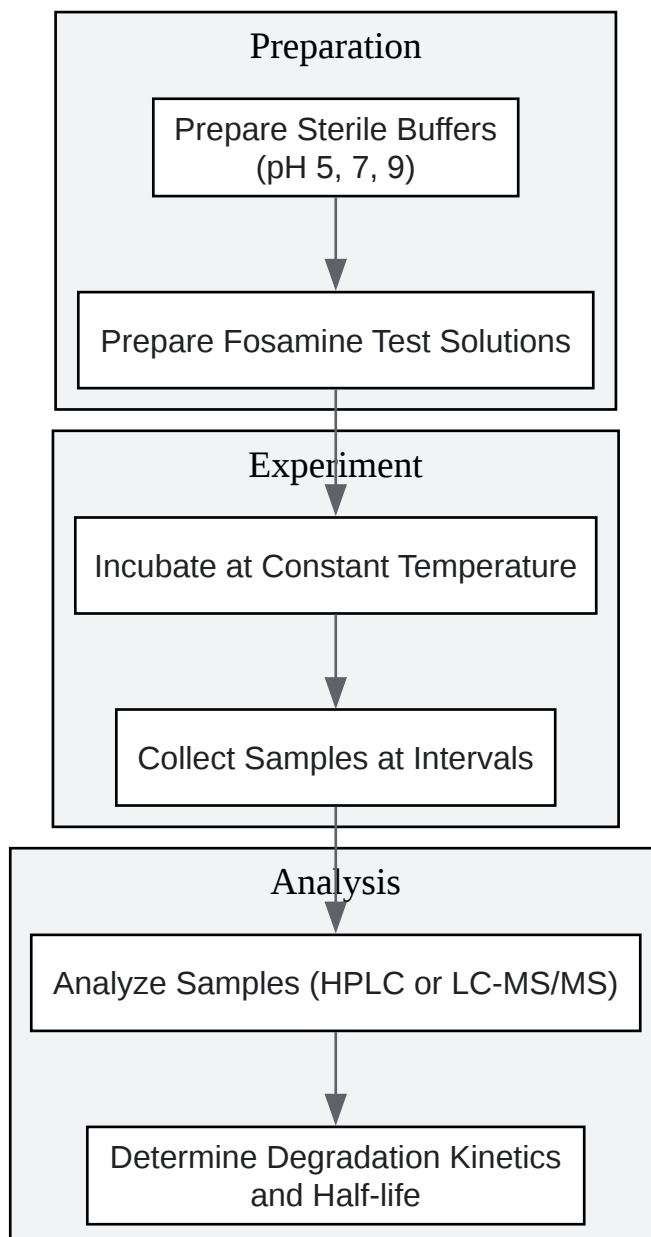 Preparation
Prepare Sterile Buffers
(pH 5, 7, 9)
Prepare Fosamine Test Solutions
Experiment
Incubate at Constant Temperature
Collect Samples at Intervals
Analysis
Analyze Samples (HPLC or LC-MS/MS)
Determine Degradation Kinetics
and Half-life